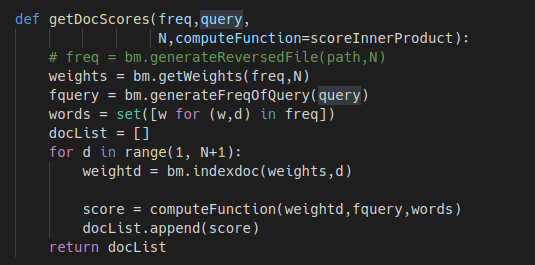 def getDocScores(freq,query,
                 N,computeFunction=scoreInnerProduct):
    # freq = bm.generateReversedFile(path,N)
    weights = bm.getWeights(freq,N)
    fquery = bm.generateFreqOfQuery(query)
    words = set([w for (w,d) in freq])
    docList = []
    for d in range(1, N+1):
        weightd = bm.indexdoc(weights,d)

        score = computeFunction(weightd,fquery,words)
        docList.append(score)
    return docList